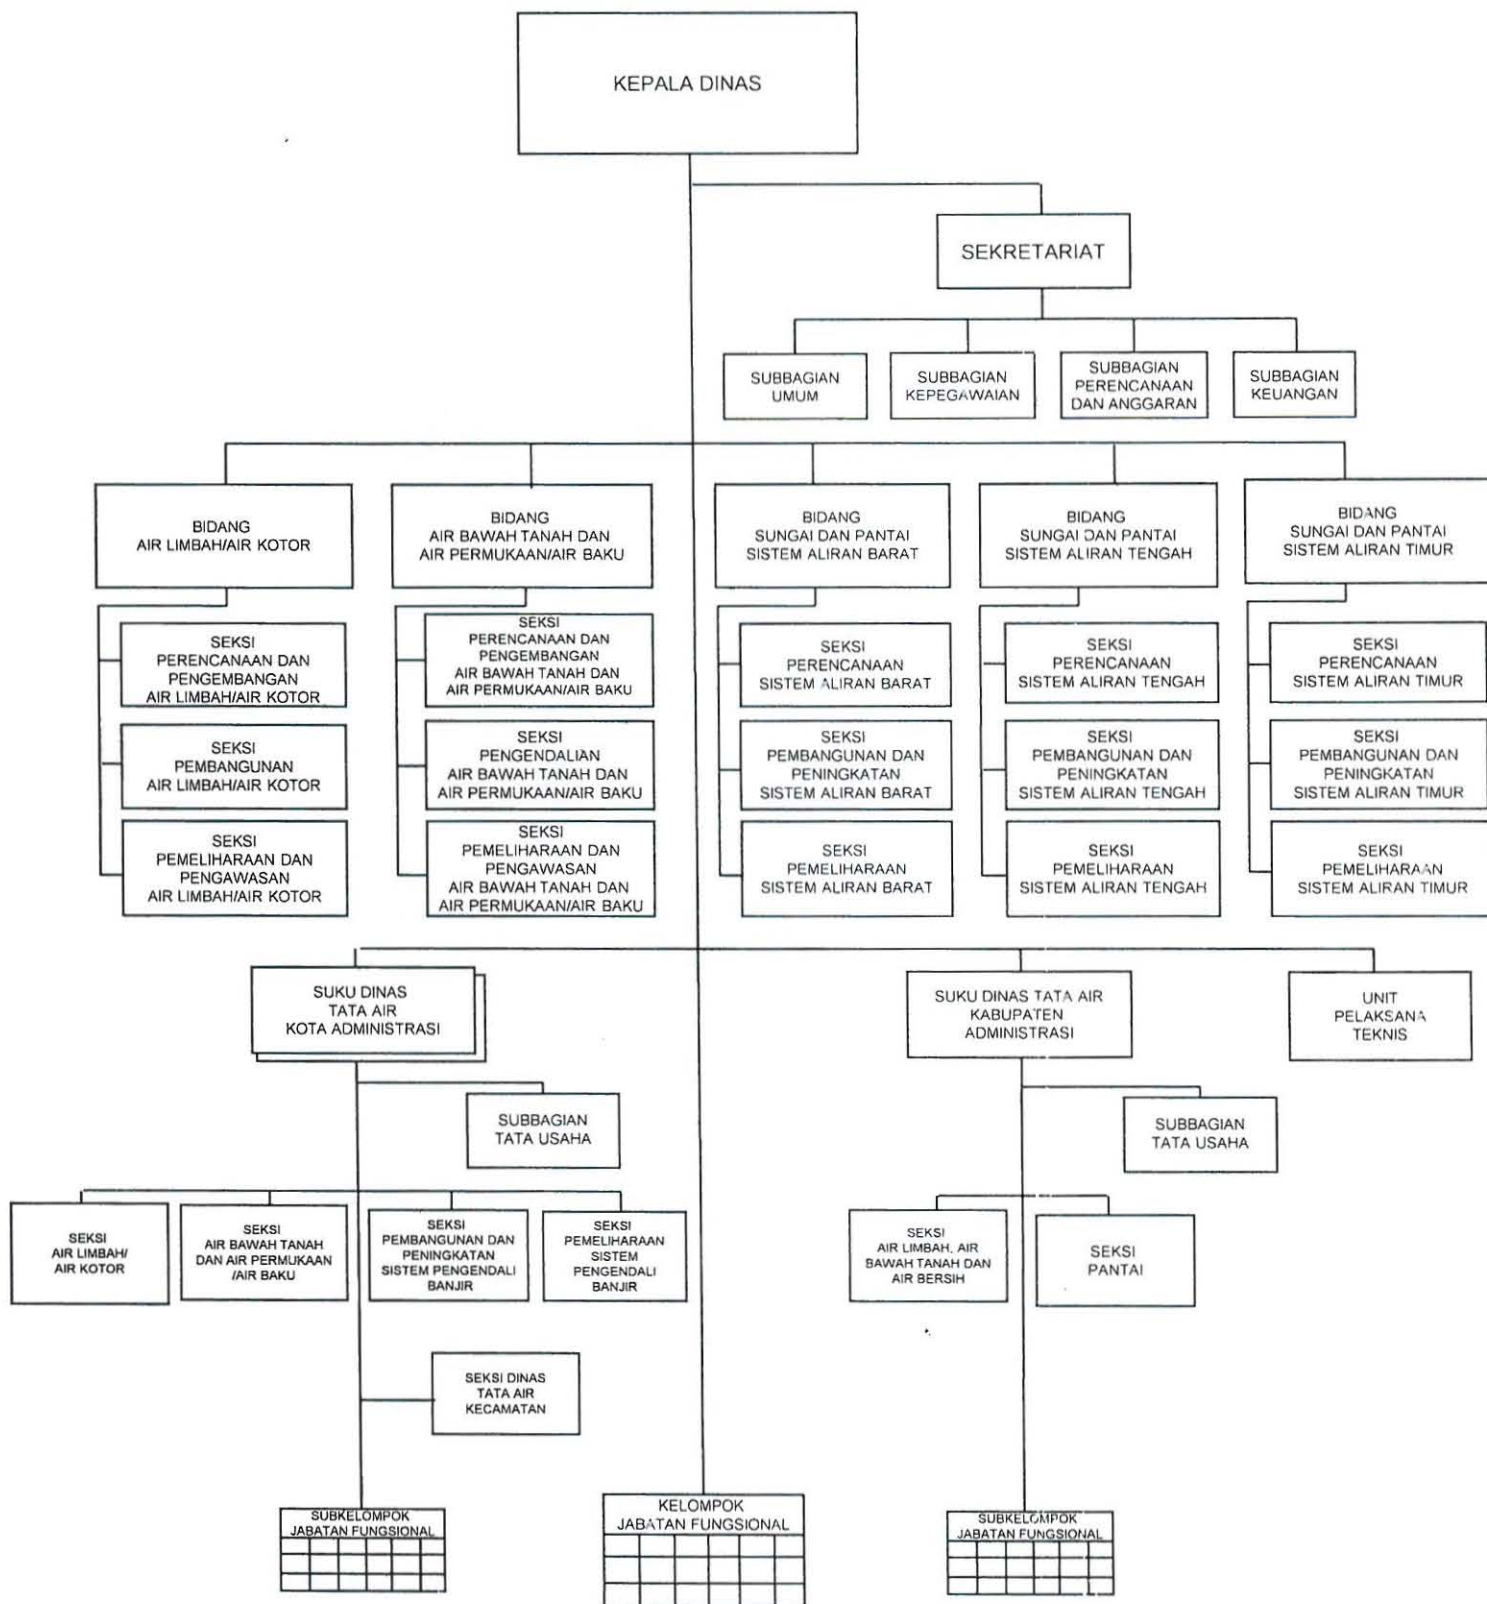 KEPALA DINAS
SEKRETARIAT
SUBBAGIAN
UMUM
SUBBAGIAN
KEPEGAWAIAN
SUBBAGIAN
PERENCANAAN
DAN ANGGARAN
SUBBAGIAN
KEUANGAN
BIDANG
AIR LIMBAH/AIR KOTOR
BIDANG
AIR BAWAH TANAH DAN
AIR PERMUKAAN/AIR BAKU
BIDANG
SUNGAI DAN PANTAI
SISTEM ALIRAN BARAT
BIDANG
SUNGAI DAN PANTAI
SISTEM ALIRAN TENGAH
BIDANG
SUNGAI DAN PANTAI
SISTEM ALIRAN TIMUR
SEKSI
PERENCANAAN DAN
PENGEMBANGAN
AIR LIMBAH/AIR KOTOR
SEKSI
PERENCANAAN DAN
PENGEMBANGAN
AIR BAWAH TANAH DAN
AIR PERMUKAAN/AIR BAKU
SEKSI
PERENCANAAN
SISTEM ALIRAN BARAT
SEKSI
PERENCANAAN
SISTEM ALIRAN TENGAH
SEKSI
PERENCANAAN
SISTEM ALIRAN TIMUR
SEKSI
PEMBANGUNAN
AIR LIMBAH/AIR KOTOR
SEKSI
PENGENDALIAN
AIR BAWAH TANAH DAN
AIR PERMUKAAN/AIR BAKU
SEKSI
PEMBANGUNAN DAN
PENINGKATAN
SISTEM ALIRAN BARAT
SEKSI
PEMBANGUNAN DAN
PENINGKATAN
SISTEM ALIRAN TENGAH
SEKSI
PEMBANGUNAN DAN
PENINGKATAN
SISTEM ALIRAN TIMUR
SEKSI
PEMELIHARAAN DAN
PENGAWASAN
AIR LIMBAH/AIR KOTOR
SEKSI
PEMELIHARAAN DAN
PENGAWASAN
AIR BAWAH TANAH DAN
AIR PERMUKAAN/AIR BAKU
SEKSI
PEMELIHARAAN
SISTEM ALIRAN BARAT
SEKSI
PEMELIHARAAN
SISTEM ALIRAN TENGAH
SEKSI
PEMELIHARAAN
SISTEM ALIRAN TIMUR
SUKU DINAS
TATA AIR
KOTA ADMINISTRASI
SUKU DINAS TATA AIR
KABUPATEN
ADMINISTRASI
UNIT
PELAKSANA
TEKNIS
SUBBAGIAN
TATA USAHA
SUBBAGIAN
TATA USAHA
SEKSI
AIR LIMBAH/
AIR KOTOR
SEKSI
AIR BAWAH TANAH
DAN AIR PERMUKAAN
/AIR BAKU
SEKSI
PEMBANGUNAN DAN
PENINGKATAN
SISTEM PENGENDALI
BANJIR
SEKSI
PEMELIHARAAN
SISTEM
PENGENDALI
BANJIR
SEKSI
AIR LIMBAH, AIR
BAWAH TANAH DAN
AIR BERSIH
SEKSI
PANTAI
SEKSI DINAS
TATA AIR
KECAMATAN
SUBKELOMPOK
JABATAN FUNGSIONAL
KELOMPOK
JABATAN FUNGSIONAL
SUBKELOMPOK
JABATAN FUNGSIONAL